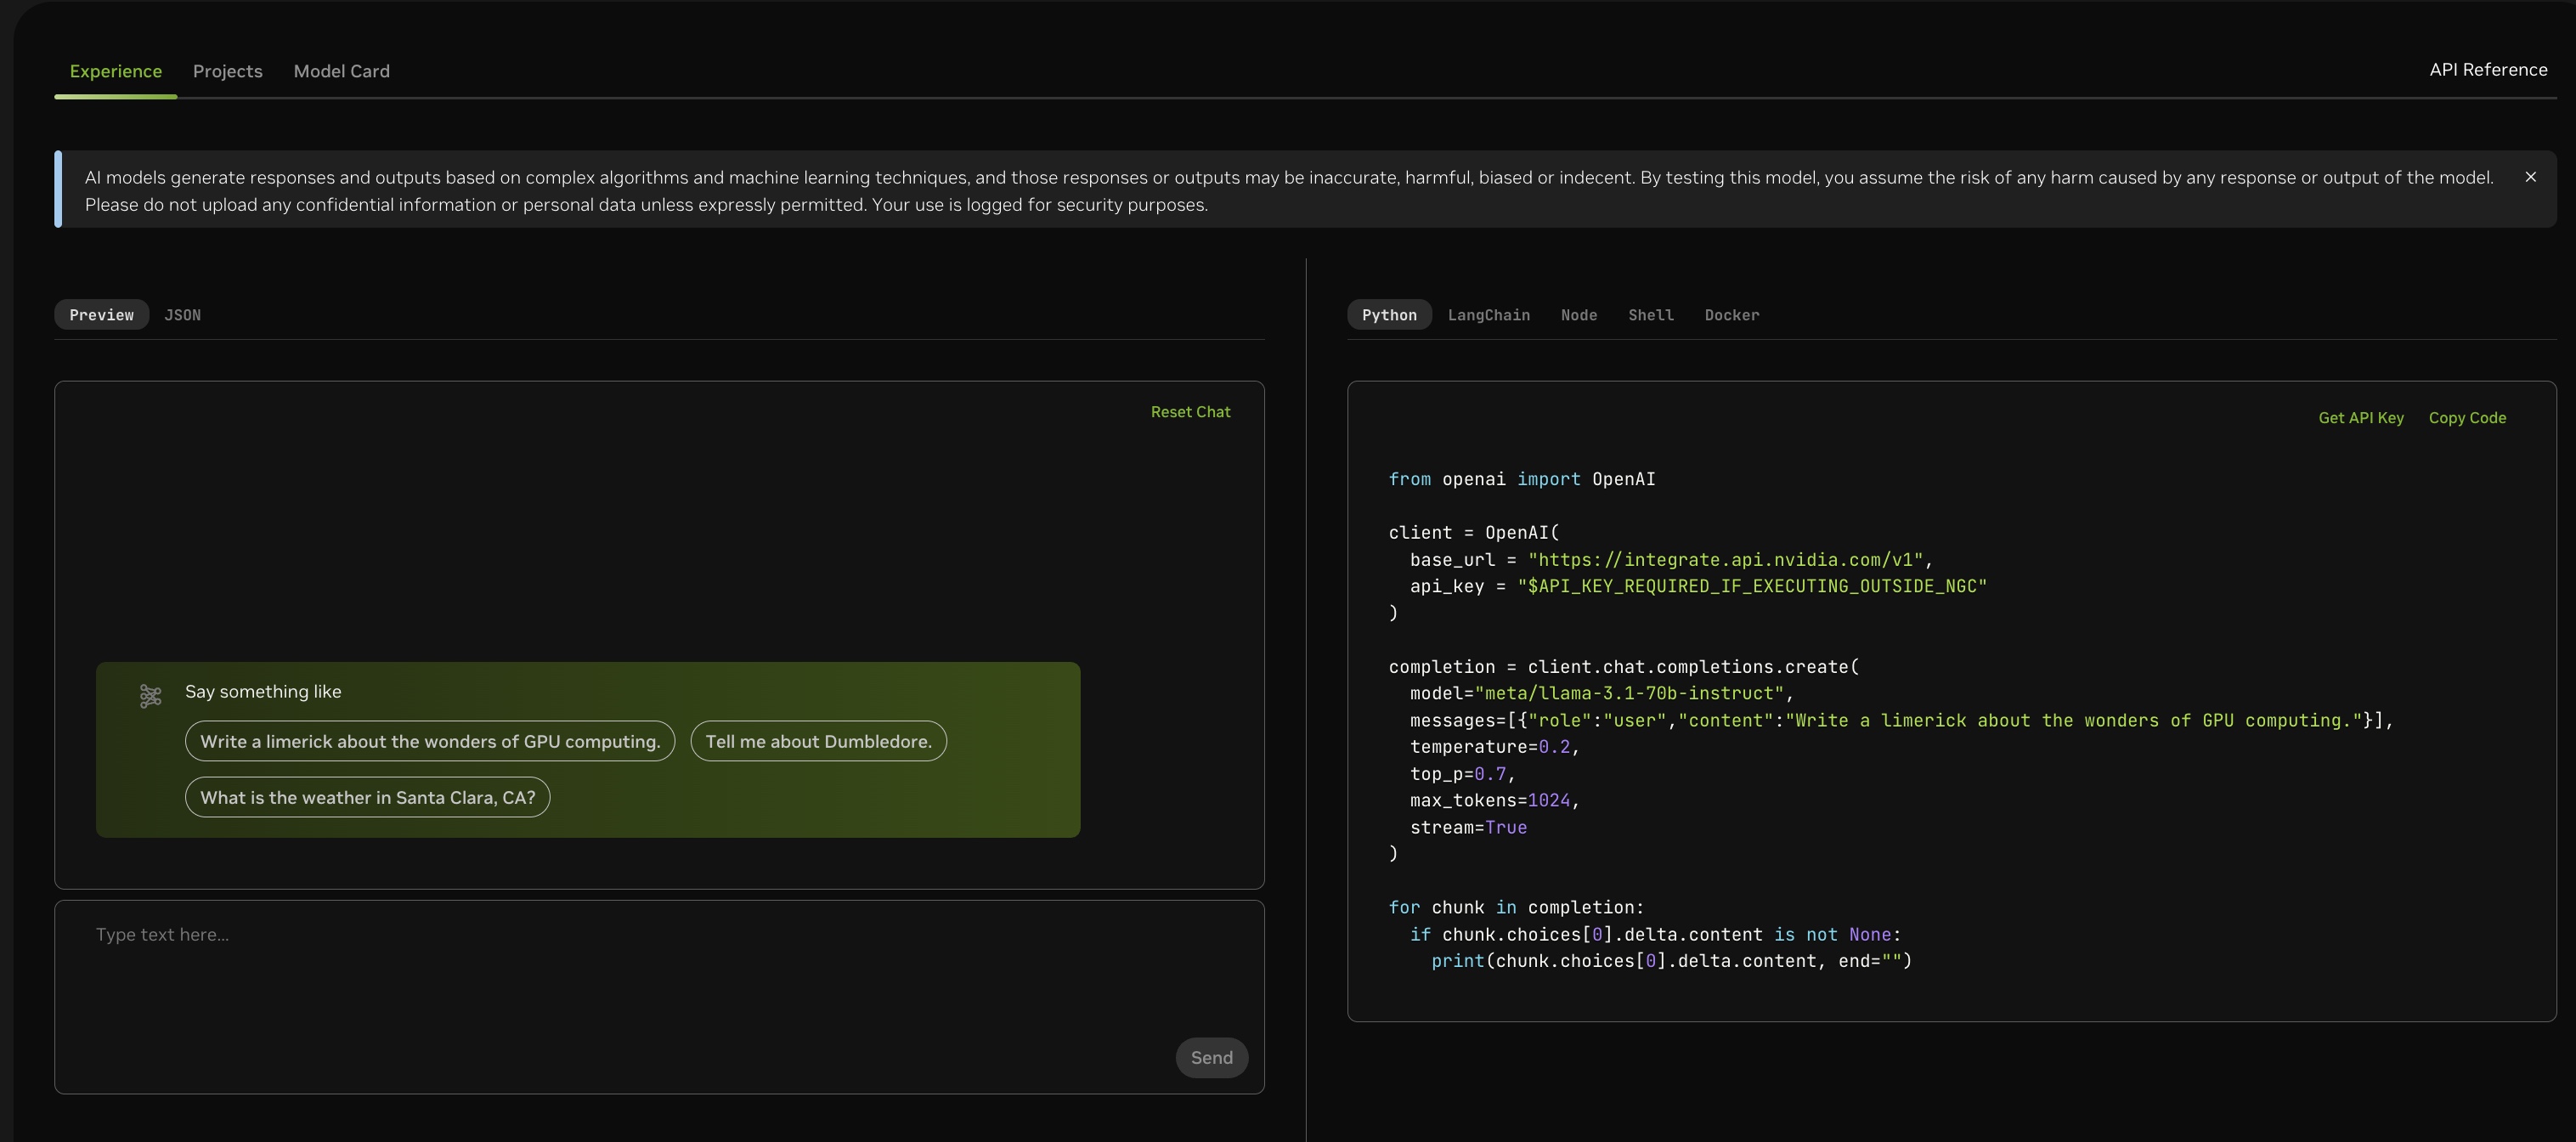 Experience Projects Model Card API Reference
AI models generate responses and outputs based on complex algorithms and machine learning techniques, and those responses or outputs may be inaccurate, harmful, biased or indecent. By testing this model, you assume the risk of any harm caused by any response or output of the model.
Please do not upload any confidential information or personal data unless expressly permitted. Your use is logged for security purposes.
Preview JSON
Reset Chat
Say something like
Write a limerick about the wonders of GPU computing. Tell me about Dumbledore.
What is the weather in Santa Clara, CA?
Type text here...
Send
Python LangChain Node Shell Docker
Get API Key Copy Code
from openai import OpenAI
client = OpenAI(
  base_url = "https://integrate.api.nvidia.com/v1",
  api_key = "$API_KEY_REQUIRED_IF_EXECUTING_OUTSIDE_NGC"
)
completion = client.chat.completions.create(
  model="meta/llama-3.1-70b-instruct",
  messages=[{"role":"user","content":"Write a limerick about the wonders of GPU computing."}],
  temperature=0.2,
  top_p=0.7,
  max_tokens=1024,
  stream=True
)
for chunk in completion:
  if chunk.choices[0].delta.content is not None:
    print(chunk.choices[0].delta.content, end="")